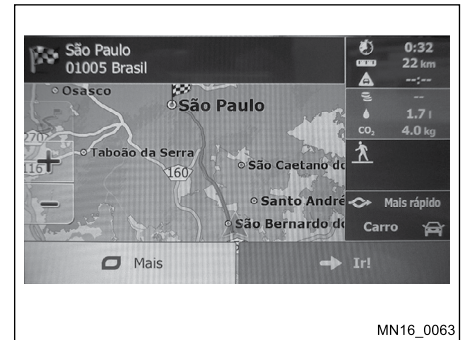 São Paulo
01005 Brasil
0:32
22 km
--:--
--
1.7 l
CO₂ 4.0 kg
Osasco
São Paulo
Taboão da Serra
160
116
São Caetano do
Santo André
São Bernardo do
Mais rápido
Carro
Mais
Ir!
MN16_0063